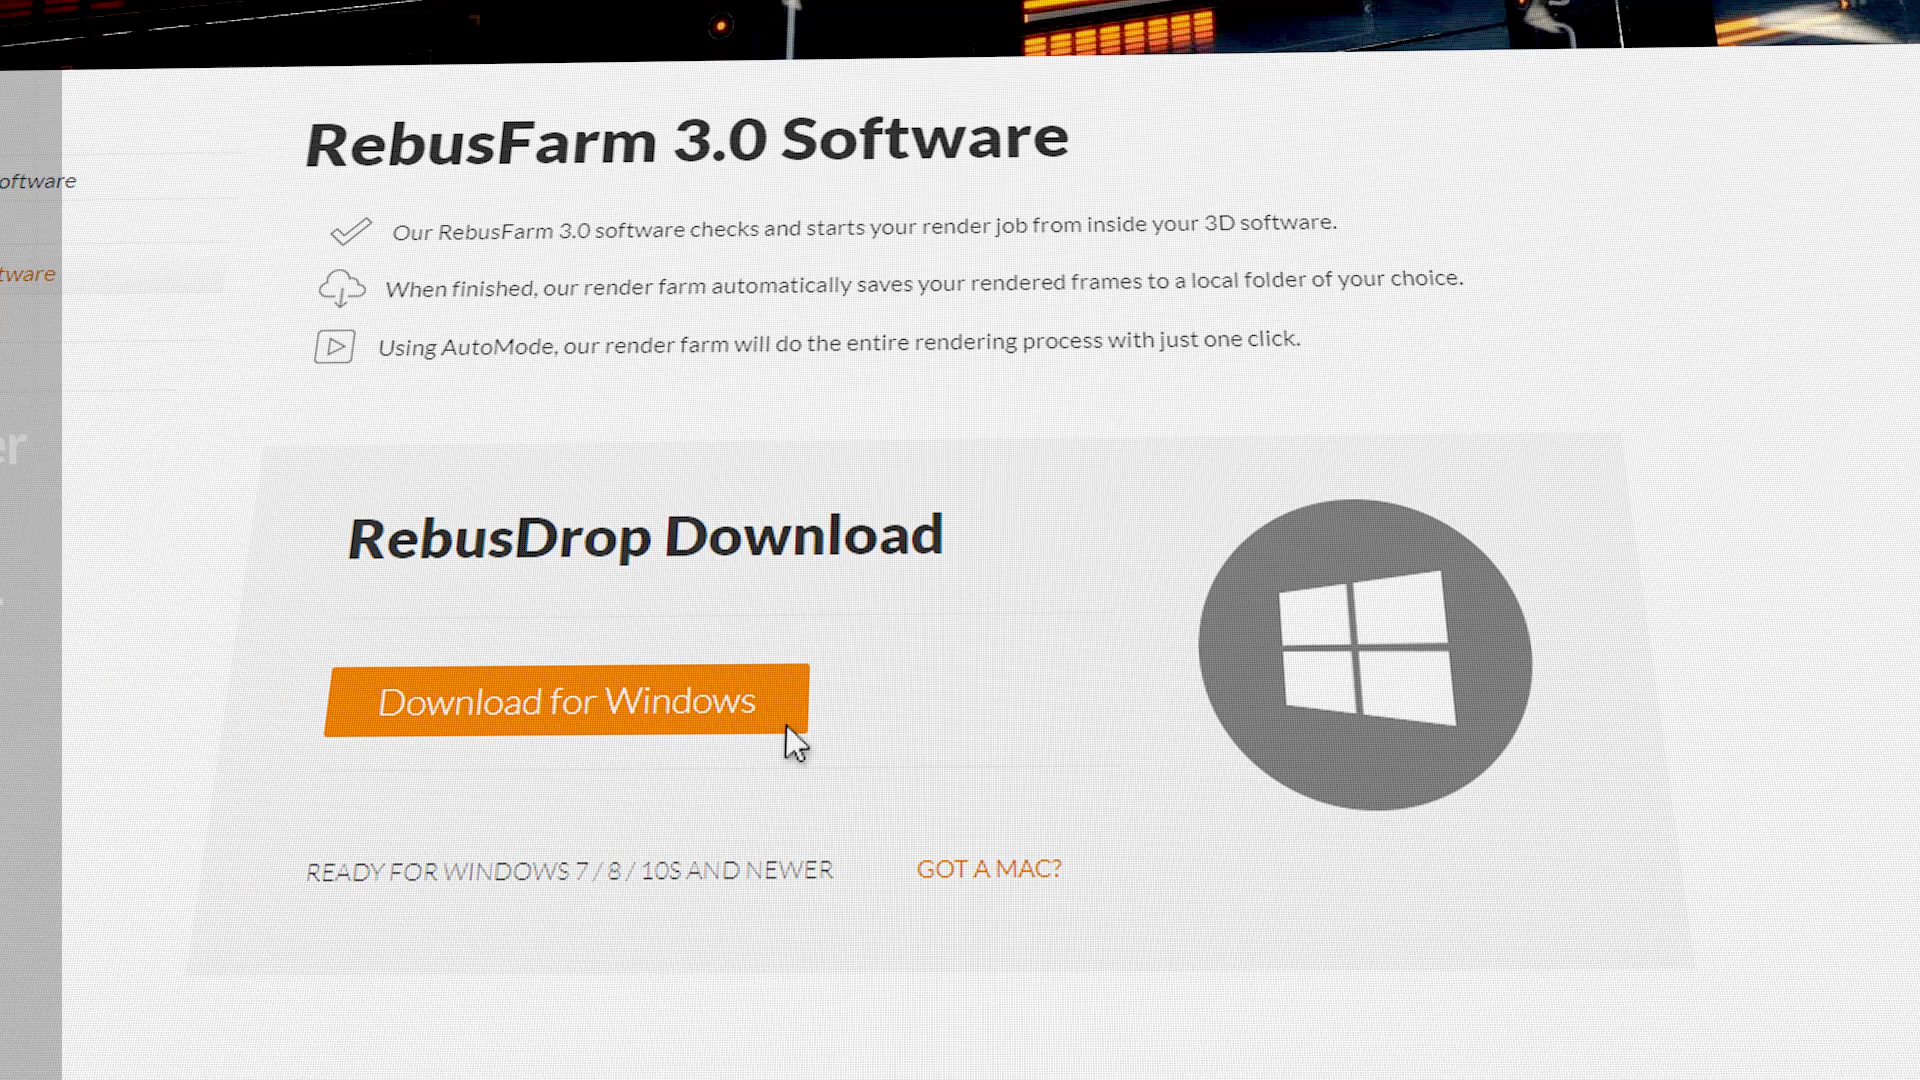 RebusFarm 3.0 Software
oftware
Our RebusFarm 3.0 software checks and starts your render job from inside your 3D software.
tware
When finished, our render farm automatically saves your rendered frames to a local folder of your choice.
Using AutoMode, our render farm will do the entire rendering process with just one click.
er
RebusDrop Download
Download for Windows
READY FOR WINDOWS 7 / 8 / 10S AND NEWER
GOT A MAC?